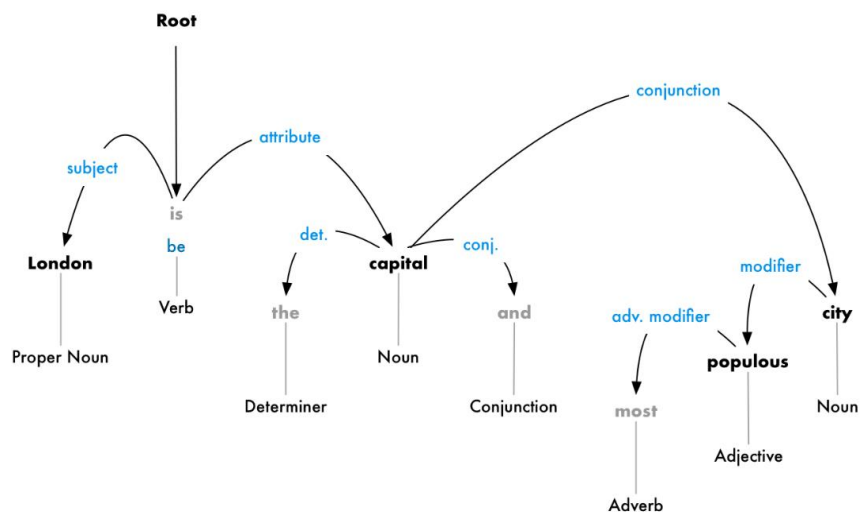 Root
conjunction
attribute
subject
is
det.
be
conj.
London
capital
modifier
Verb
the
and
adv. modifier
city
Proper Noun
Noun
populous
Determiner
Conjunction
most
Noun
Adjective
Adverb